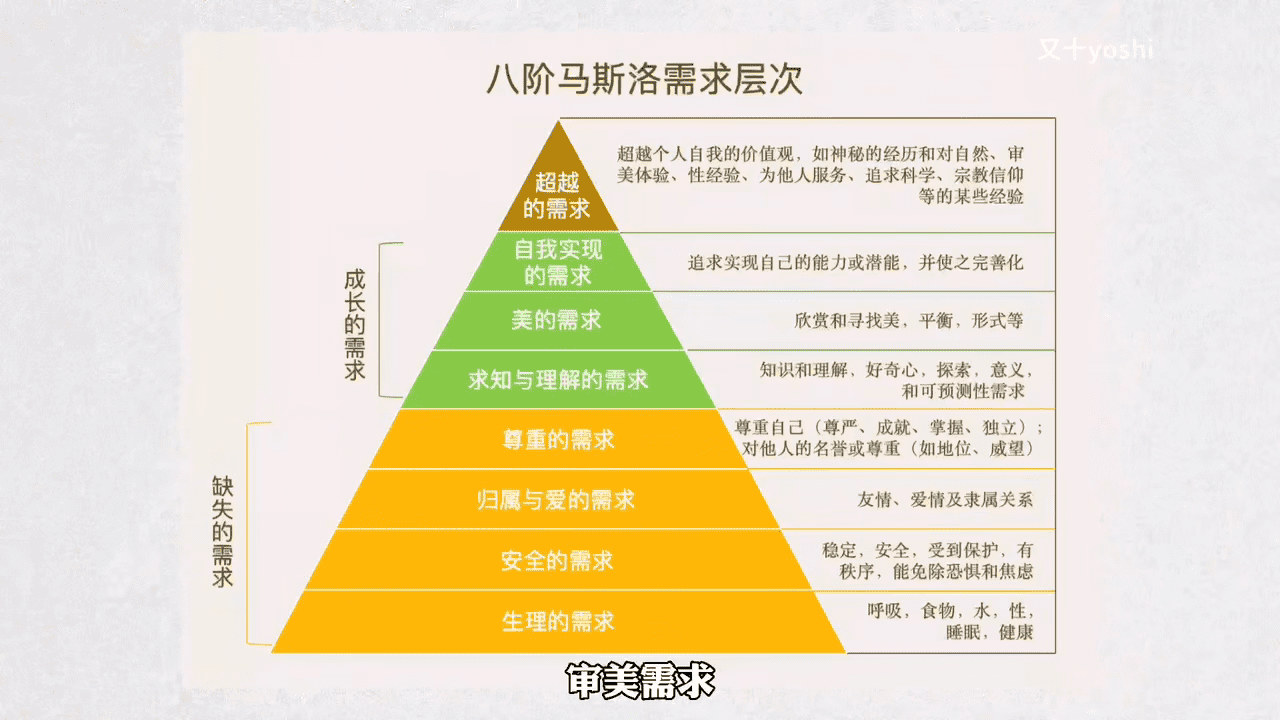 又十yoshi
八阶马斯洛需求层次
超越
的需求
超越个人自我的价值观，如神秘的经历和对自然、审
美体验、性经验、为他人服务、追求科学、宗教信仰
等的某些经验
成长的需求
自我实现
的需求
追求实现自己的能力或潜能，并使之完善化
美的需求
欣赏和寻找美，平衡，形式等
求知与理解的需求
知识和理解，好奇心，探索，意义，
和可预测性需求
缺失的需求
尊重的需求
尊重自己（尊严、成就、掌握、独立）；
对他人的名誉或尊重（如地位、威望）
归属与爱的需求
友情、爱情及隶属关系
安全的需求
稳定，安全，受到保护，有
秩序，能免除恐惧和焦虑
生理的需求
呼吸，食物，水，性，
睡眠，健康
审美需求